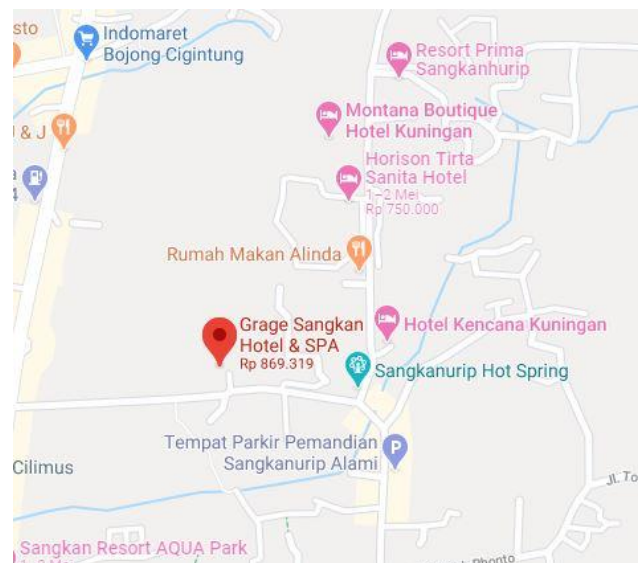 sto
Indomaret
Bojong Cigintung
Resort Prima
Sangkanhurip
J & J
Montana Boutique
Hotel Kuningan
a
4
Horison Tirta
Sanita Hotel
1–2 Mei
Rp 750.000
Rumah Makan Alinda
Grage Sangkan
Hotel & SPA
Rp 869.319
Hotel Kencana Kuningan
Sangkanurip Hot Spring
Tempat Parkir Pemandian
Sangkanurip Alami
Cilimus
Jl. To
Sangkan Resort AQUA Park